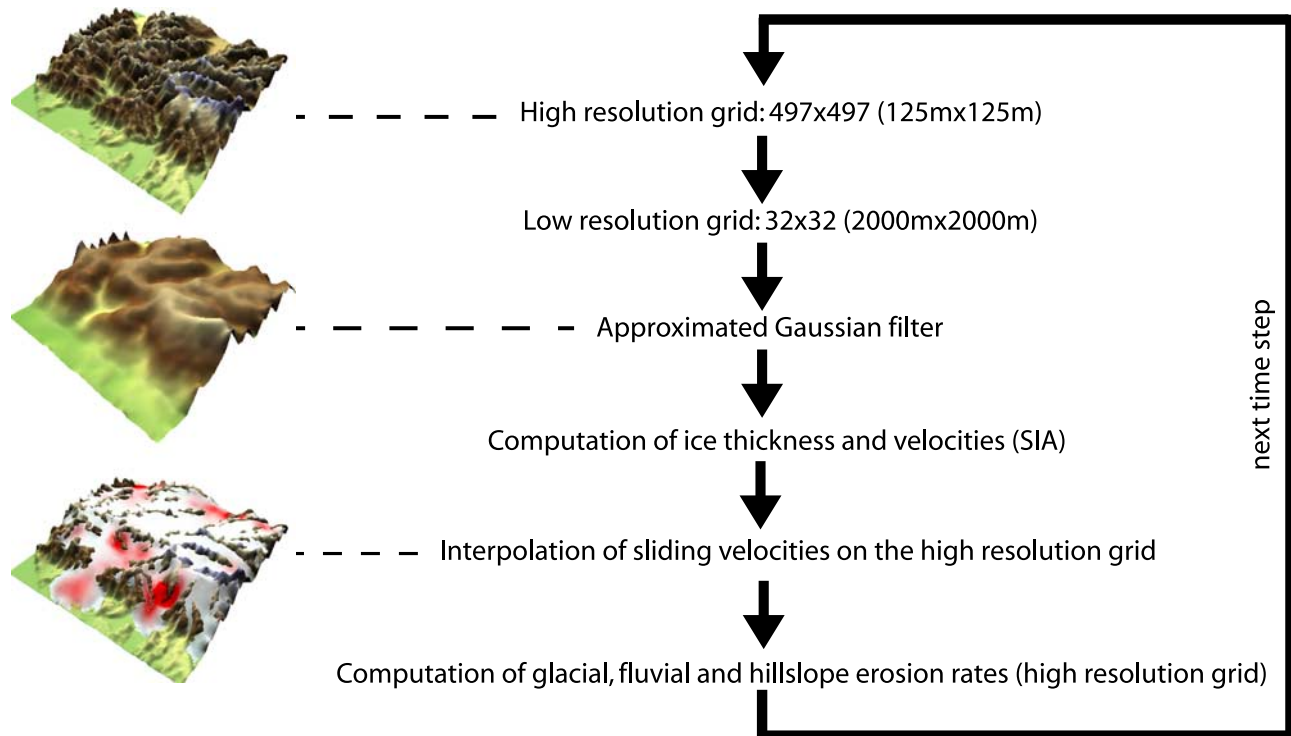 High resolution grid: 497x497 (125mx125m)
Low resolution grid: 32x32 (2000mx2000m)
Approximated Gaussian filter
Computation of ice thickness and velocities (SIA)
Interpolation of sliding velocities on the high resolution grid
Computation of glacial, fluvial and hillslope erosion rates (high resolution grid)
next time step